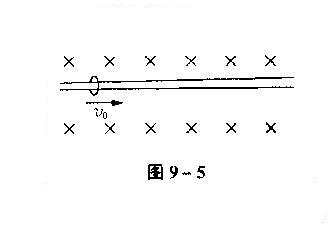 × × × × × ×
v₀
× × × × × ×
图 9-5